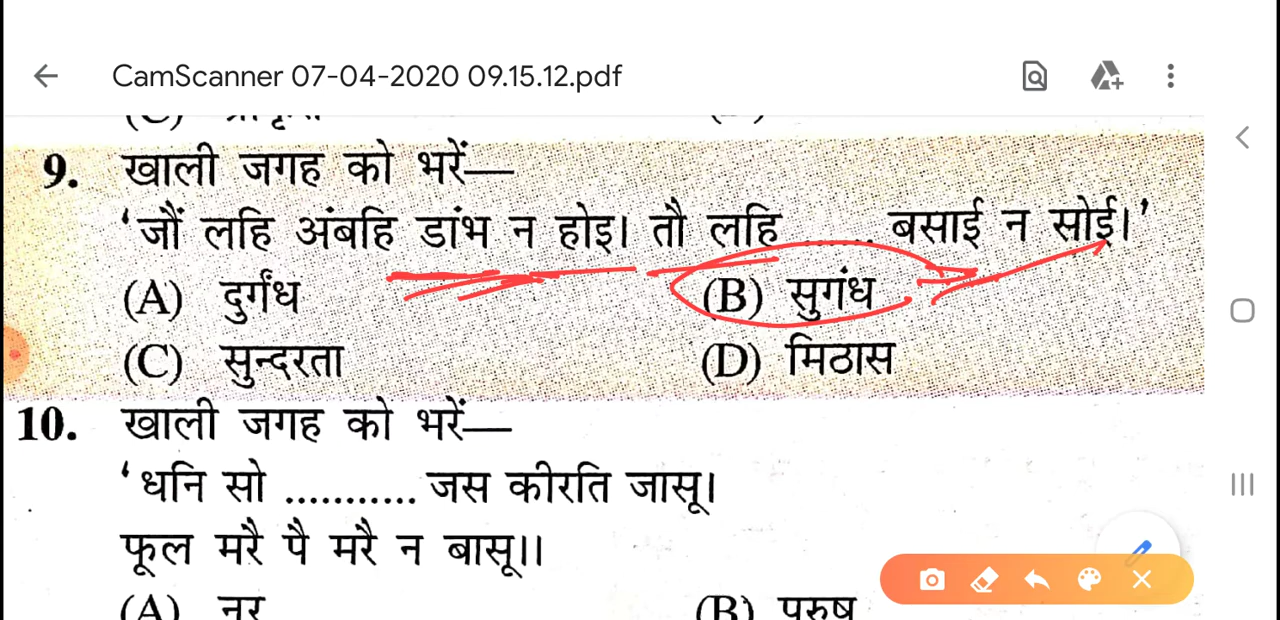 CamScanner 07-04-2020 09.15.12.pdf
9. खाली जगह को भरें—
'जौं लहि अंबहि डांभ न होइ। तौ लहि ...... बसाई न सोई।'
(A) दुर्गंध (B) सुगंध
(C) सुन्दरता (D) मिठास
10. खाली जगह को भरें—
'धनि सो ........... जस कीरति जासू।
फूल मरै पै मरै न बासू।।
(A) नर (B) पुरुष